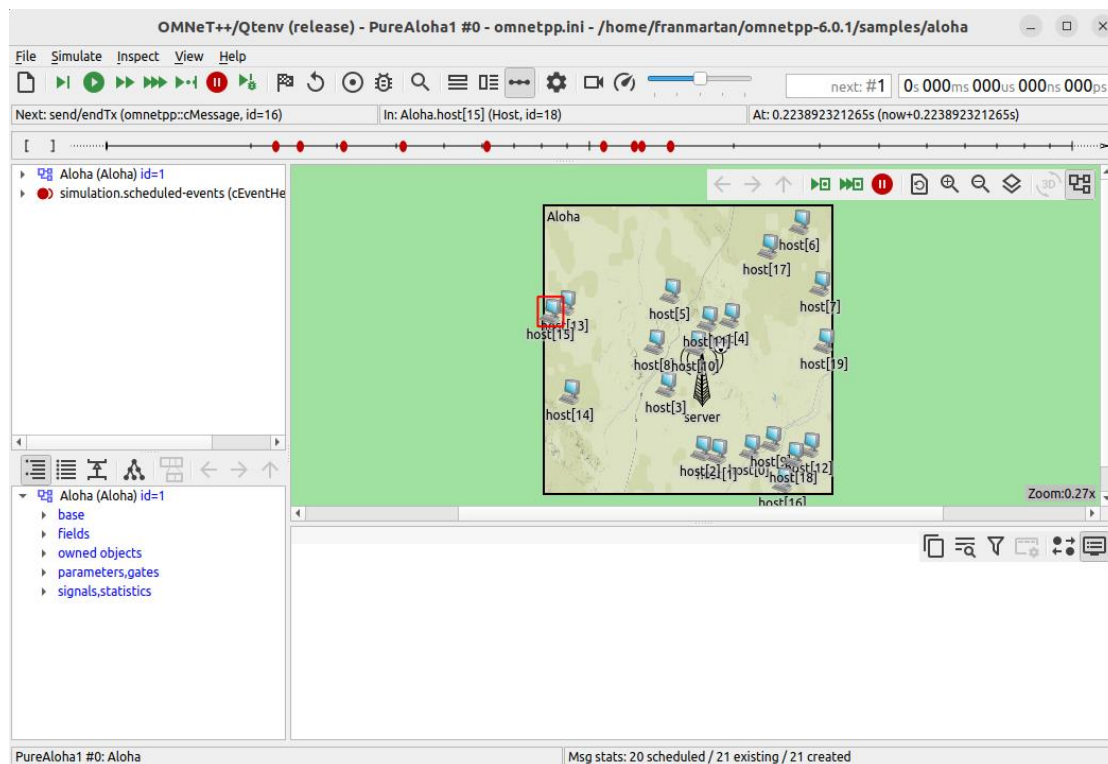 OMNeT++/Qtenv (release) - PureAloha1 #0 - omnetpp.ini - /home/franmartan/omnetpp-6.0.1/samples/aloha
File Simulate Inspect View Help
next: #1 0s 000ms 000us 000ns 000ps
Next: send/endTx (omnetpp::cMessage, id=16) In: Aloha.host[15] (Host, id=18) At: 0.223892321265s (now+0.223892321265s)
Aloha (Aloha) id=1
simulation.scheduled-events (cEventHe
3D
Aloha
host[6]
host[17]
host[7]
host[5]
host[13]
host[15]
host[4]
host[8]
host[10]
host[19]
host[3]
host[14]
server
host[2]
host[12]
host[18]
host[16]
Zoom:0.27x
Aloha (Aloha) id=1
base
fields
owned objects
parameters,gates
signals,statistics
PureAloha1 #0: Aloha Msg stats: 20 scheduled / 21 existing / 21 created